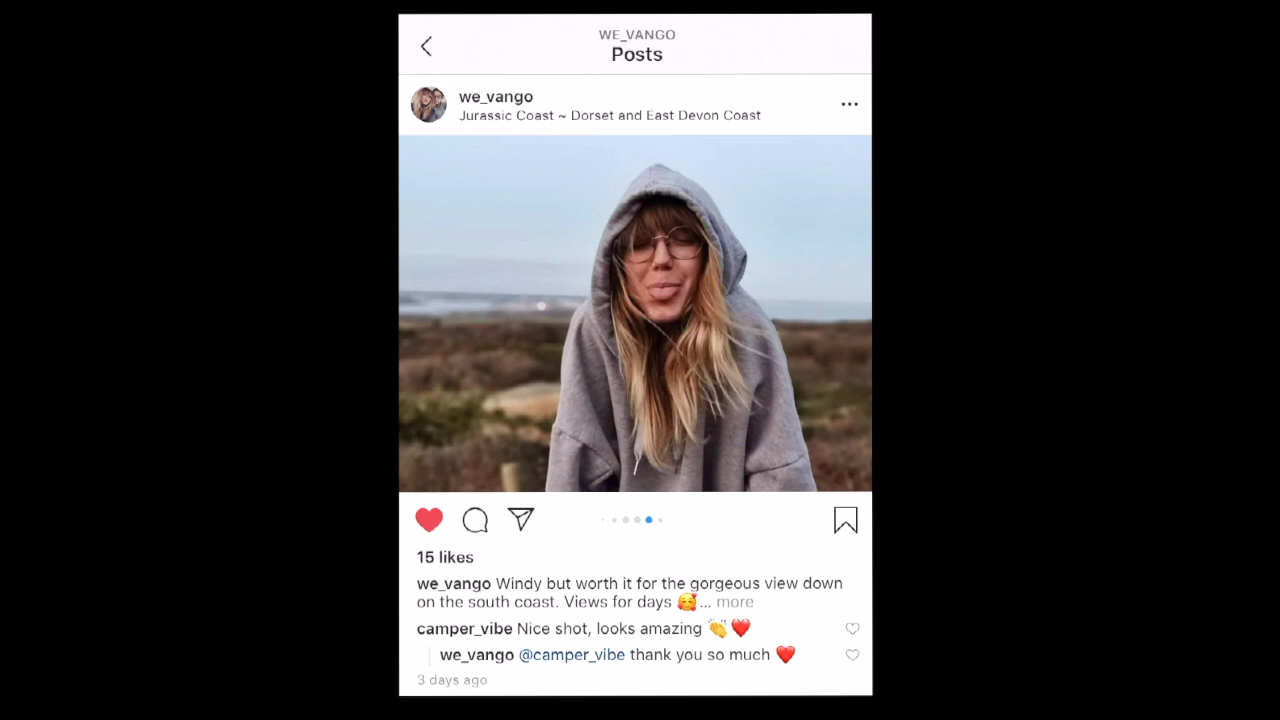 WE_VANGO
Posts
we_vango
Jurassic Coast ~ Dorset and East Devon Coast
15 likes
we_vango Windy but worth it for the gorgeous view down
on the south coast. Views for days 🥰... more
camper_vibe Nice shot, looks amazing 👏❤️
we_vango @camper_vibe thank you so much ❤️
3 days ago